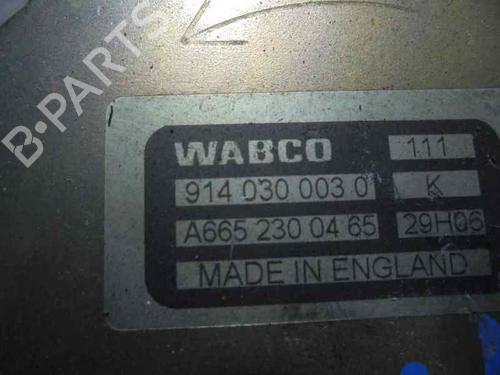 B-PARTS
WABCO 111
914 030 003 0 K
A665 230 04 65 29H06
MADE IN ENGLAND